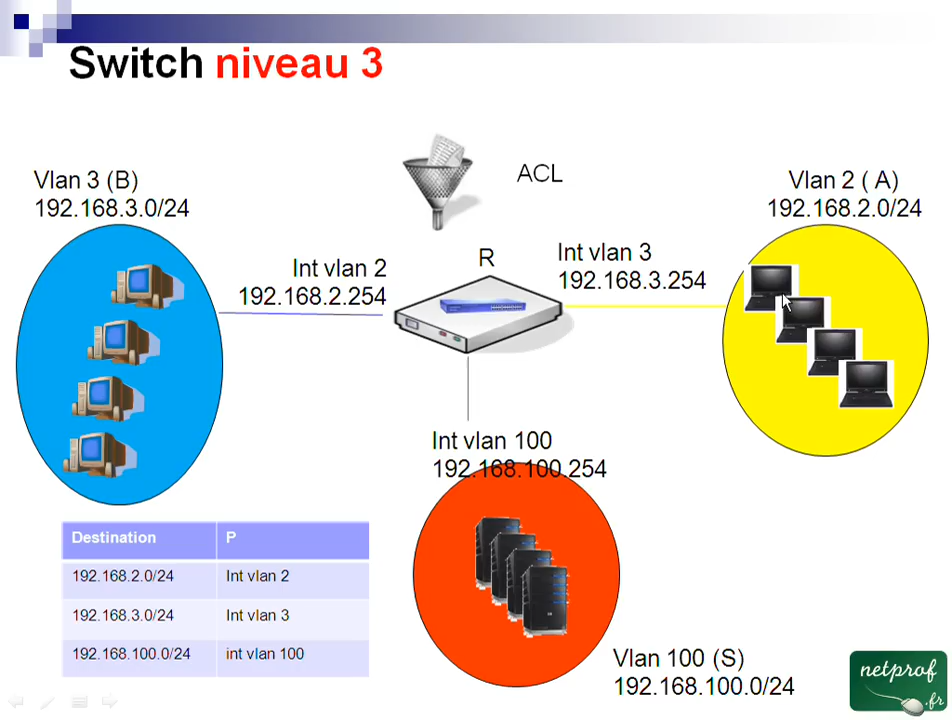 Switch niveau 3
ACL
Vlan 3 (B)
192.168.3.0/24
Vlan 2 ( A)
192.168.2.0/24
Int vlan 2
192.168.2.254
R
Int vlan 3
192.168.3.254
Int vlan 100
192.168.100.254
Destination P
192.168.2.0/24 Int vlan 2
192.168.3.0/24 Int vlan 3
192.168.100.0/24 int vlan 100
Vlan 100 (S)
192.168.100.0/24
netprof
.fr